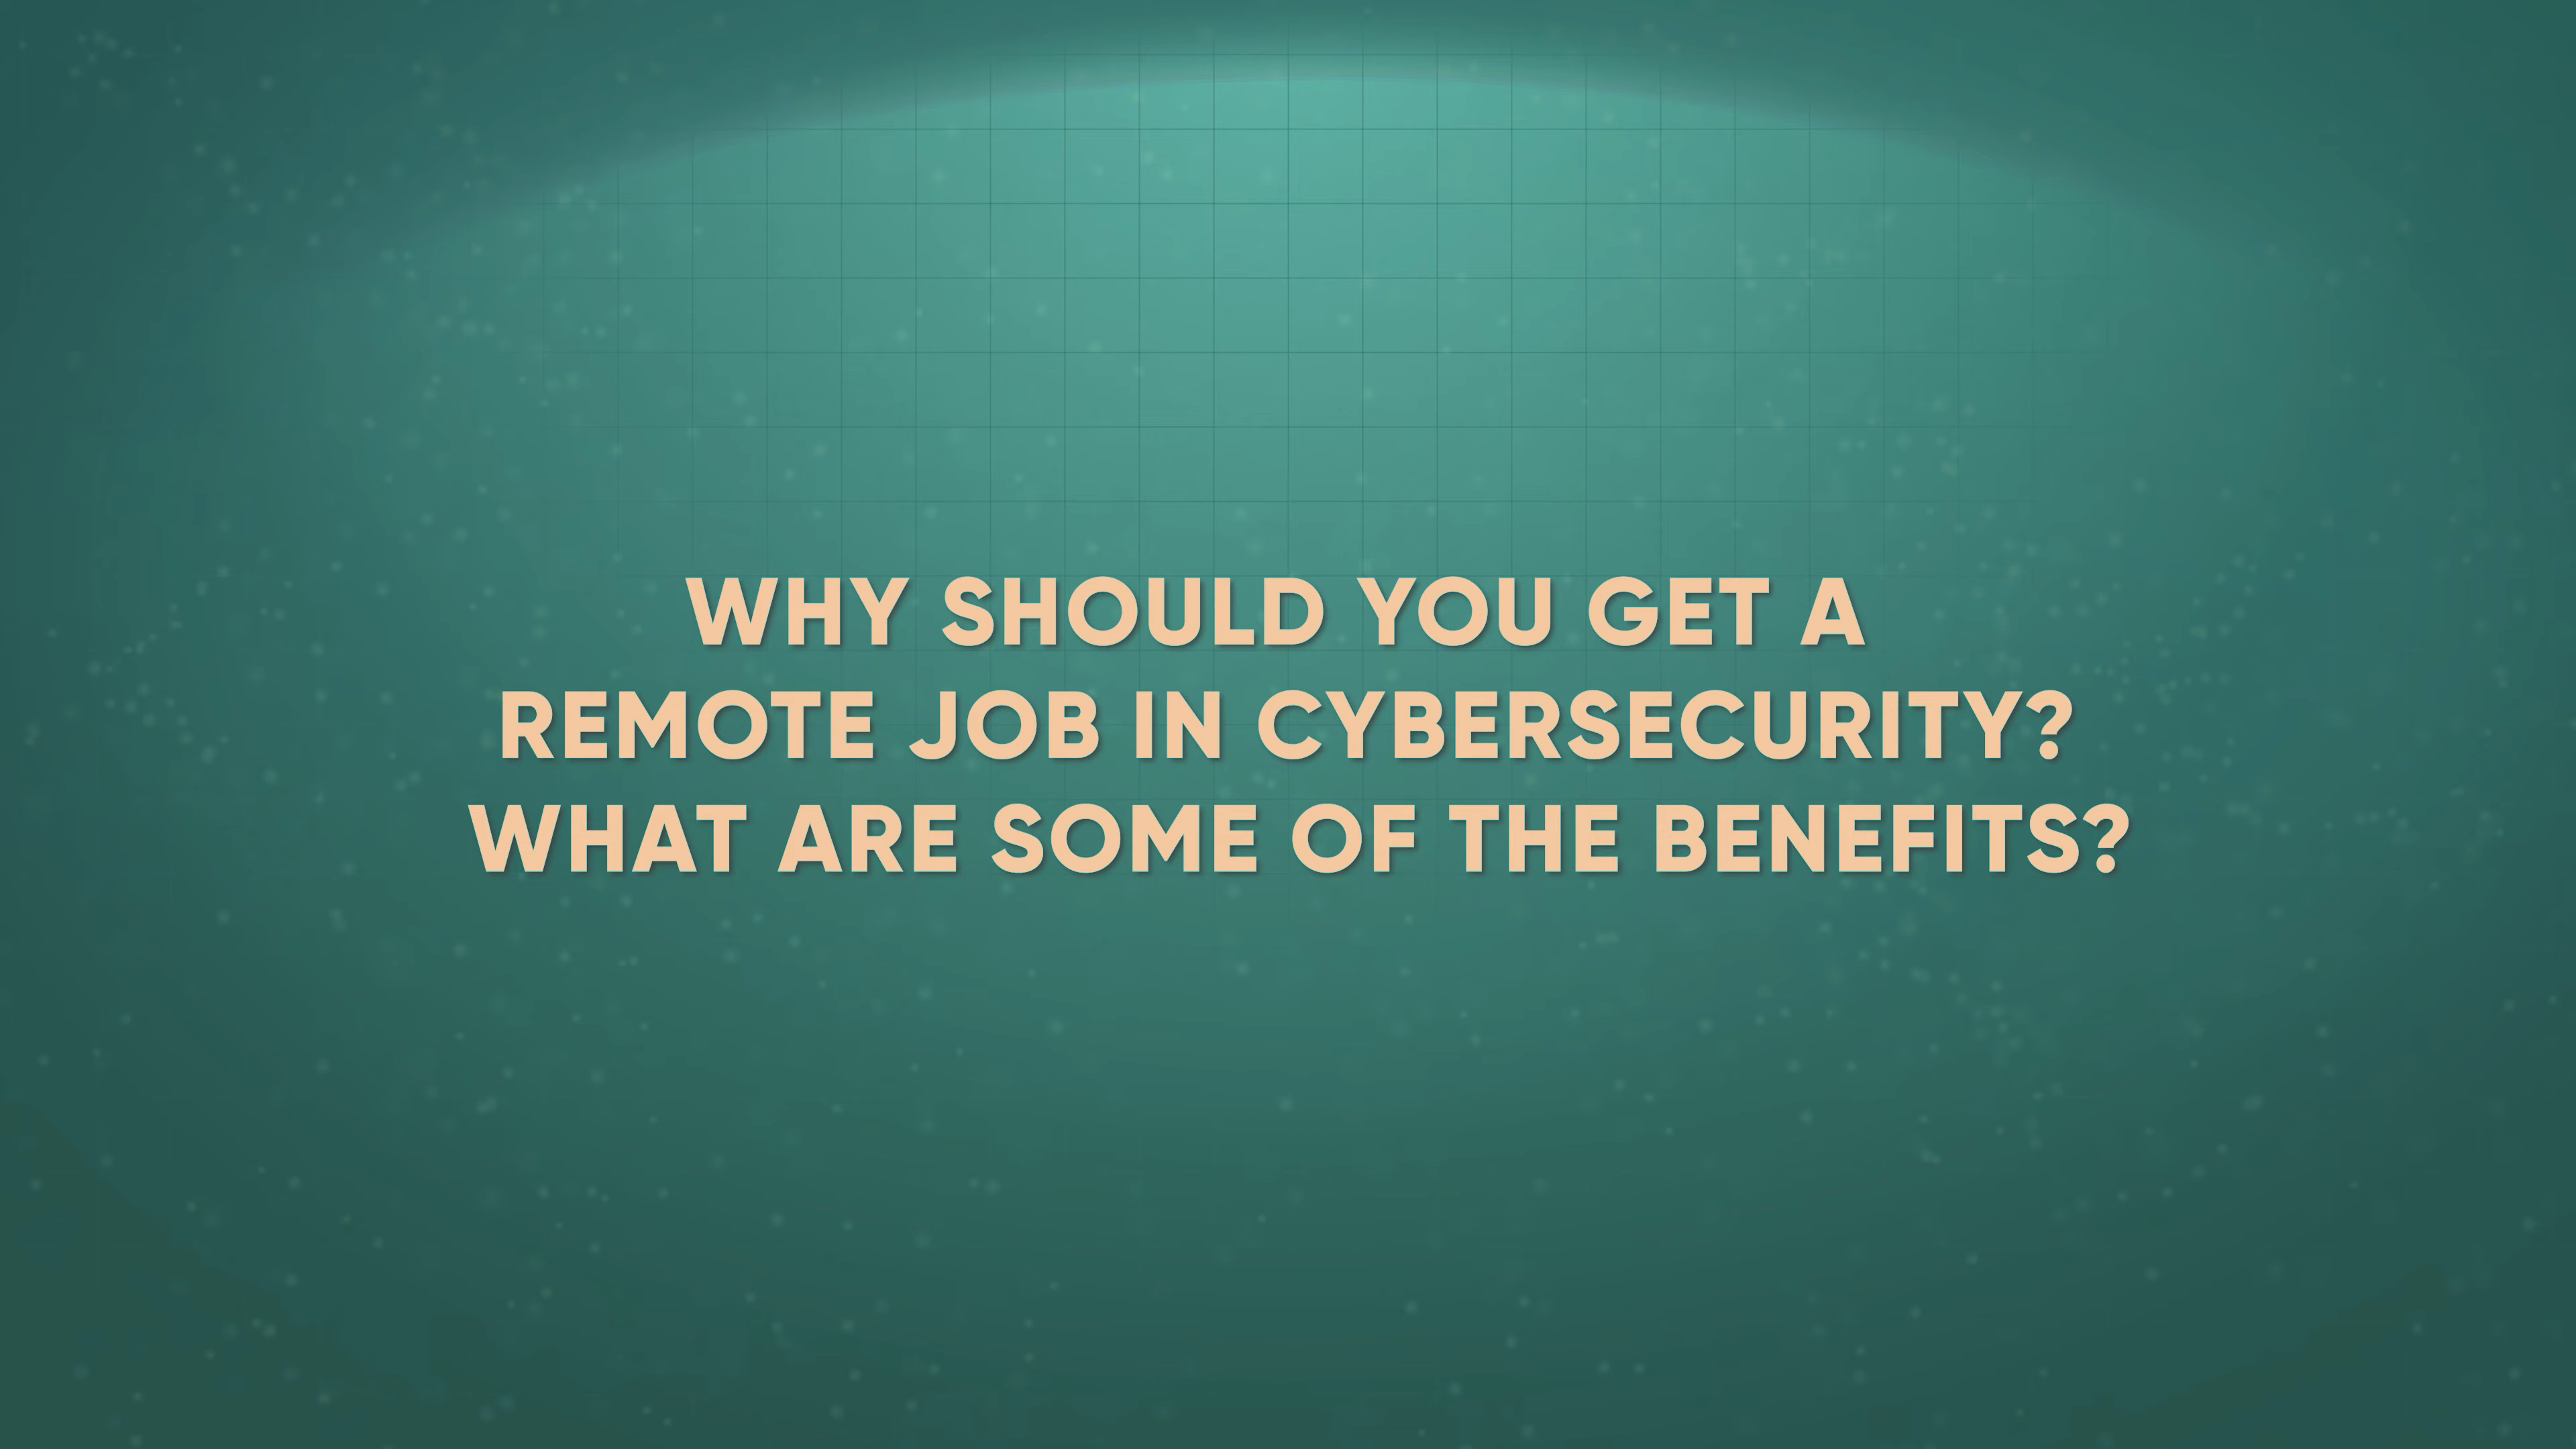 WHY SHOULD YOU GET A
REMOTE JOB IN CYBERSECURITY?
WHAT ARE SOME OF THE BENEFITS?